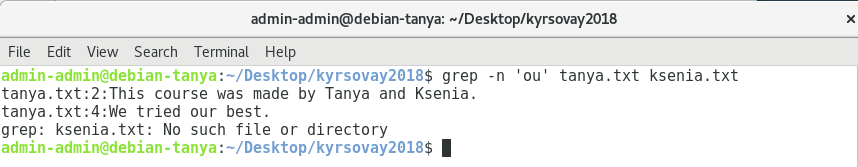 admin-admin@debian-tanya: ~/Desktop/kyrsovay2018
File Edit View Search Terminal Help
admin-admin@debian-tanya:~/Desktop/kyrsovay2018$ grep -n 'ou' tanya.txt ksenia.txt
tanya.txt:2:This course was made by Tanya and Ksenia.
tanya.txt:4:We tried our best.
grep: ksenia.txt: No such file or directory
admin-admin@debian-tanya:~/Desktop/kyrsovay2018$